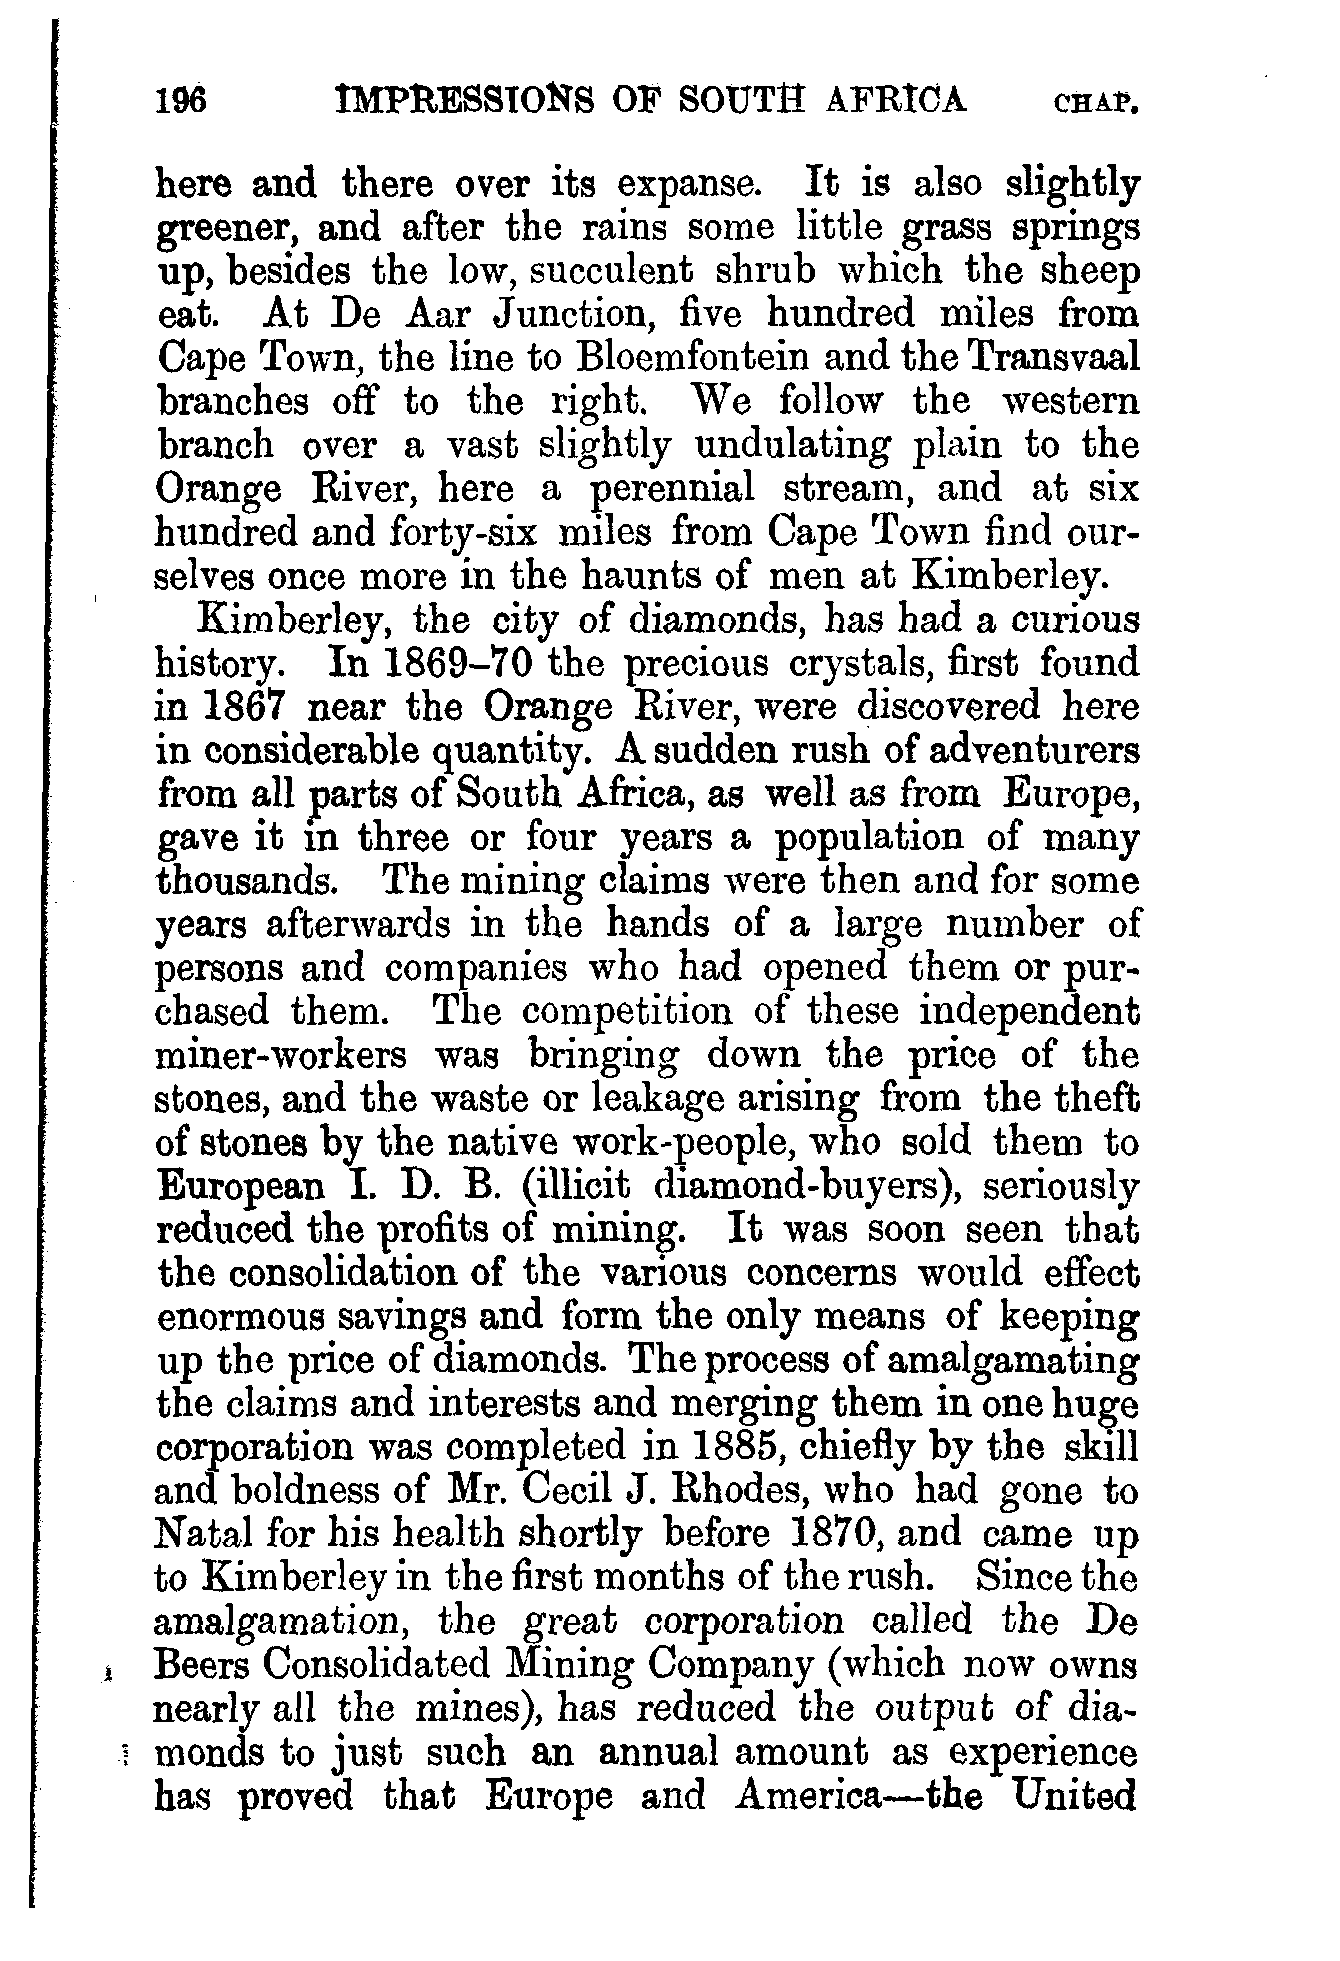 196 IMPRESSIONS OF SOUTH AFRICA CHAP.
here and there over its expanse. It is also slightly
greener, and after the rains some little grass springs
up, besides the low, succulent shrub which the sheep
eat. At De Aar Junction, five hundred miles from
Cape Town, the line to Bloemfontein and the Transvaal
branches off to the right. We follow the western
branch over a vast slightly undulating plain to the
Orange River, here a perennial stream, and at six
hundred and forty-six miles from Cape Town find our-
selves once more in the haunts of men at Kimberley.
Kimberley, the city of diamonds, has had a curious
history. In 1869–70 the precious crystals, first found
in 1867 near the Orange River, were discovered here
in considerable quantity. A sudden rush of adventurers
from all parts of South Africa, as well as from Europe,
gave it in three or four years a population of many
thousands. The mining claims were then and for some
years afterwards in the hands of a large number of
persons and companies who had opened them or pur-
chased them. The competition of these independent
miner-workers was bringing down the price of the
stones, and the waste or leakage arising from the theft
of stones by the native work-people, who sold them to
European I. D. B. (illicit diamond-buyers), seriously
reduced the profits of mining. It was soon seen that
the consolidation of the various concerns would effect
enormous savings and form the only means of keeping
up the price of diamonds. The process of amalgamating
the claims and interests and merging them in one huge
corporation was completed in 1885, chiefly by the skill
and boldness of Mr. Cecil J. Rhodes, who had gone to
Natal for his health shortly before 1870, and came up
to Kimberley in the first months of the rush. Since the
amalgamation, the great corporation called the De
Beers Consolidated Mining Company (which now owns
nearly all the mines), has reduced the output of dia-
monds to just such an annual amount as experience
has proved that Europe and America—the United